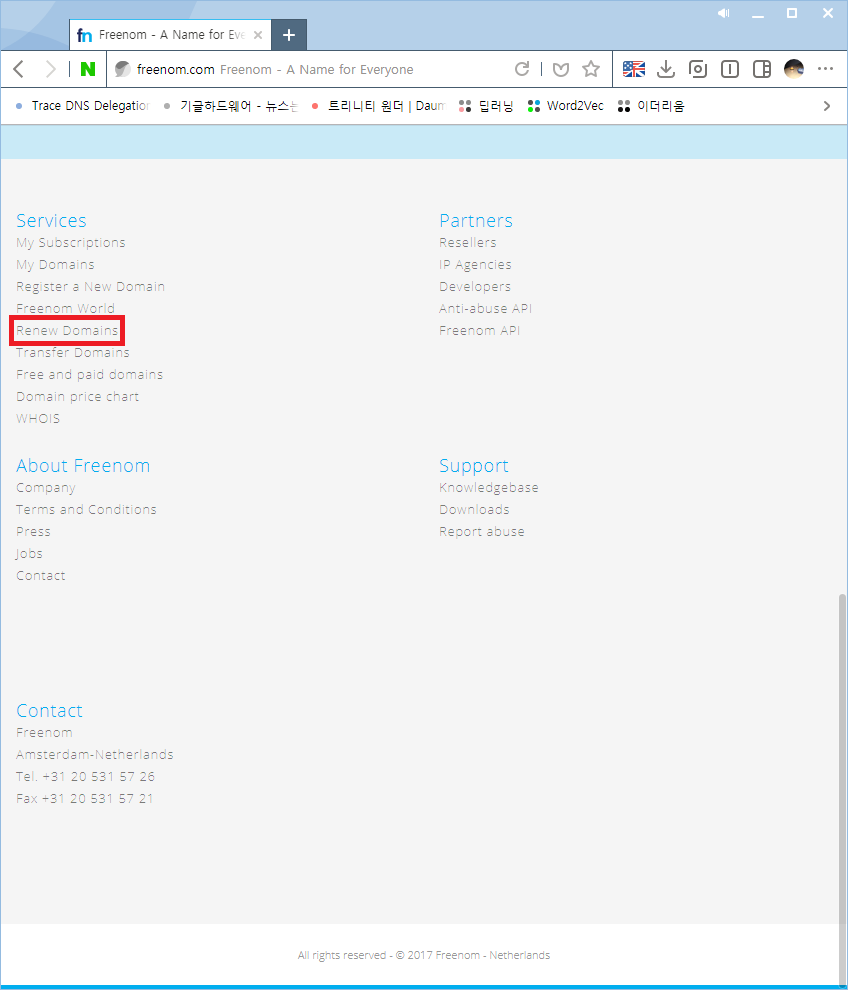 fn Freenom - A Name for Eve
N freenom.com Freenom - A Name for Everyone
Trace DNS Delegation 기글하드웨어 - 뉴스는 트리니티 원더 | Daum 딥러닝 Word2Vec 이더리움
Services
My Subscriptions
My Domains
Register a New Domain
Freenom World
Renew Domains
Transfer Domains
Free and paid domains
Domain price chart
WHOIS
Partners
Resellers
IP Agencies
Developers
Anti-abuse API
Freenom API
About Freenom
Company
Terms and Conditions
Press
Jobs
Contact
Support
Knowledgebase
Downloads
Report abuse
Contact
Freenom
Amsterdam-Netherlands
Tel. +31 20 531 57 26
Fax +31 20 531 57 21
All rights reserved - © 2017 Freenom - Netherlands